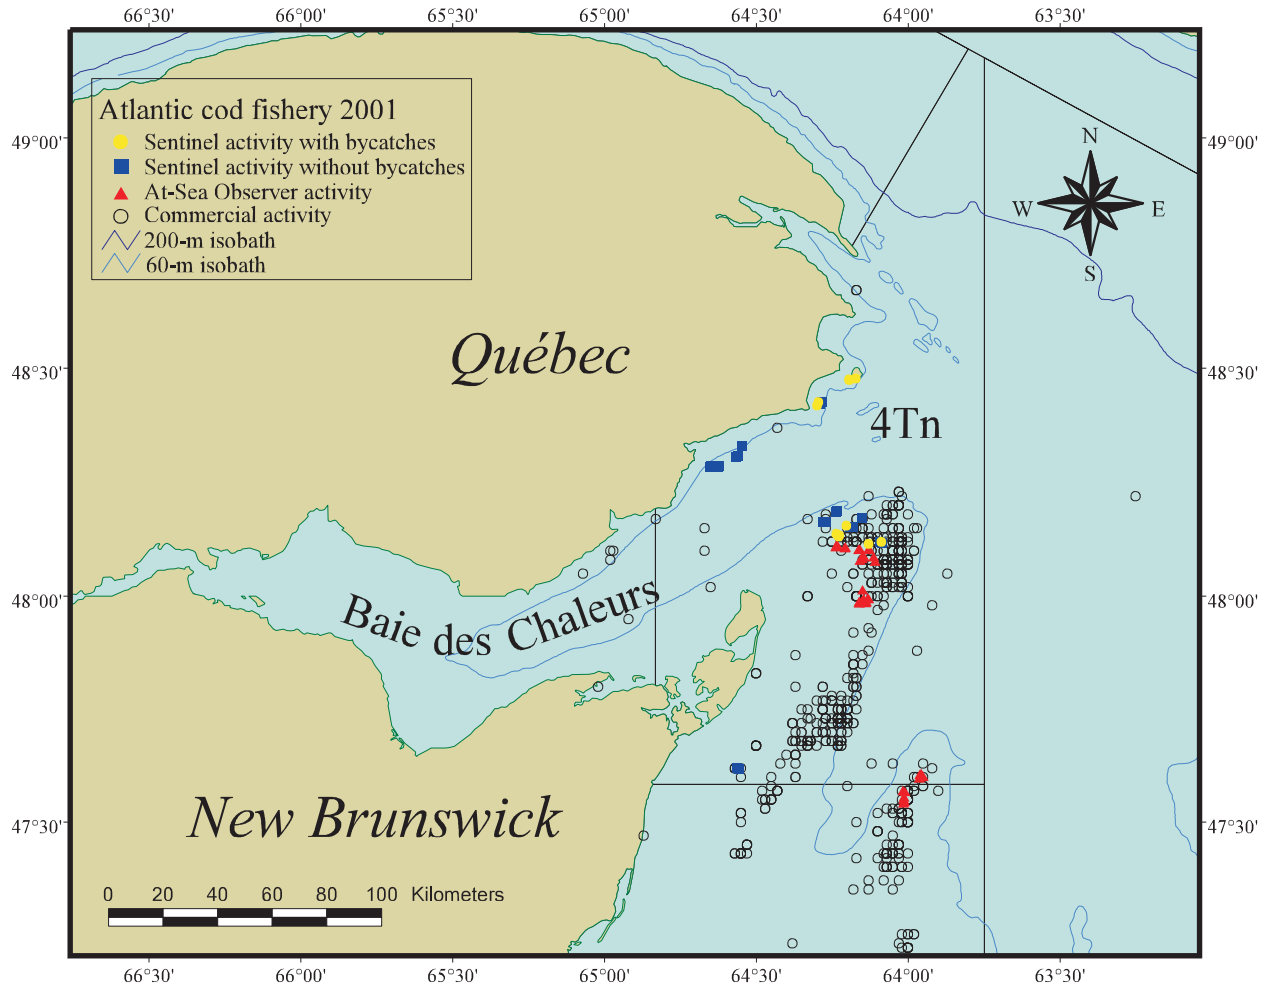 66°30' 66°00' 65°30' 65°00' 64°30' 64°00' 63°30'
Atlantic cod fishery 2001
Sentinel activity with bycatches
Sentinel activity without bycatches
At-Sea Observer activity
Commercial activity
200-m isobath
60-m isobath
49°00' 49°00'
N
W E
S
Québec
48°30' 48°30'
4Tn
48°00' 48°00'
Baie des Chaleurs
New Brunswick
47°30' 47°30'
0 20 40 60 80 100 Kilometers
66°30' 66°00' 65°30' 65°00' 64°30' 64°00' 63°30'